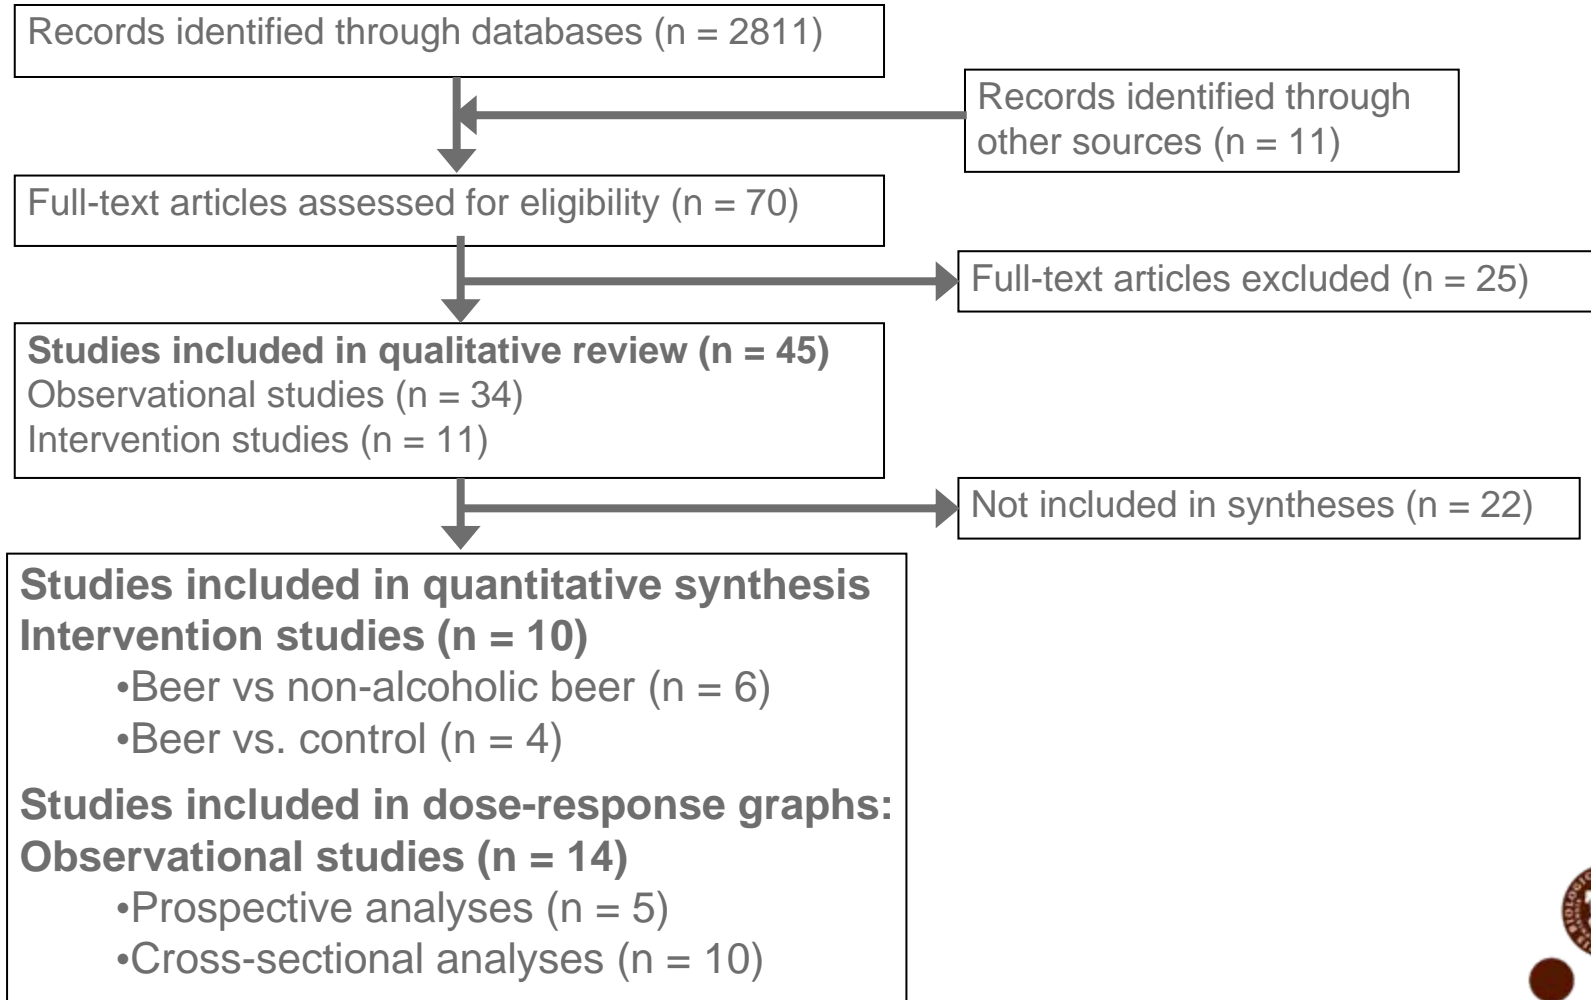 Records identified through databases (n = 2811)
Records identified through
other sources (n = 11)
Full-text articles assessed for eligibility (n = 70)
Full-text articles excluded (n = 25)
Studies included in qualitative review (n = 45)
Observational studies (n = 34)
Intervention studies (n = 11)
Not included in syntheses (n = 22)
Studies included in quantitative synthesis
Intervention studies (n = 10)
•Beer vs non-alcoholic beer (n = 6)
•Beer vs. control (n = 4)
Studies included in dose-response graphs:
Observational studies (n = 14)
•Prospective analyses (n = 5)
•Cross-sectional analyses (n = 10)